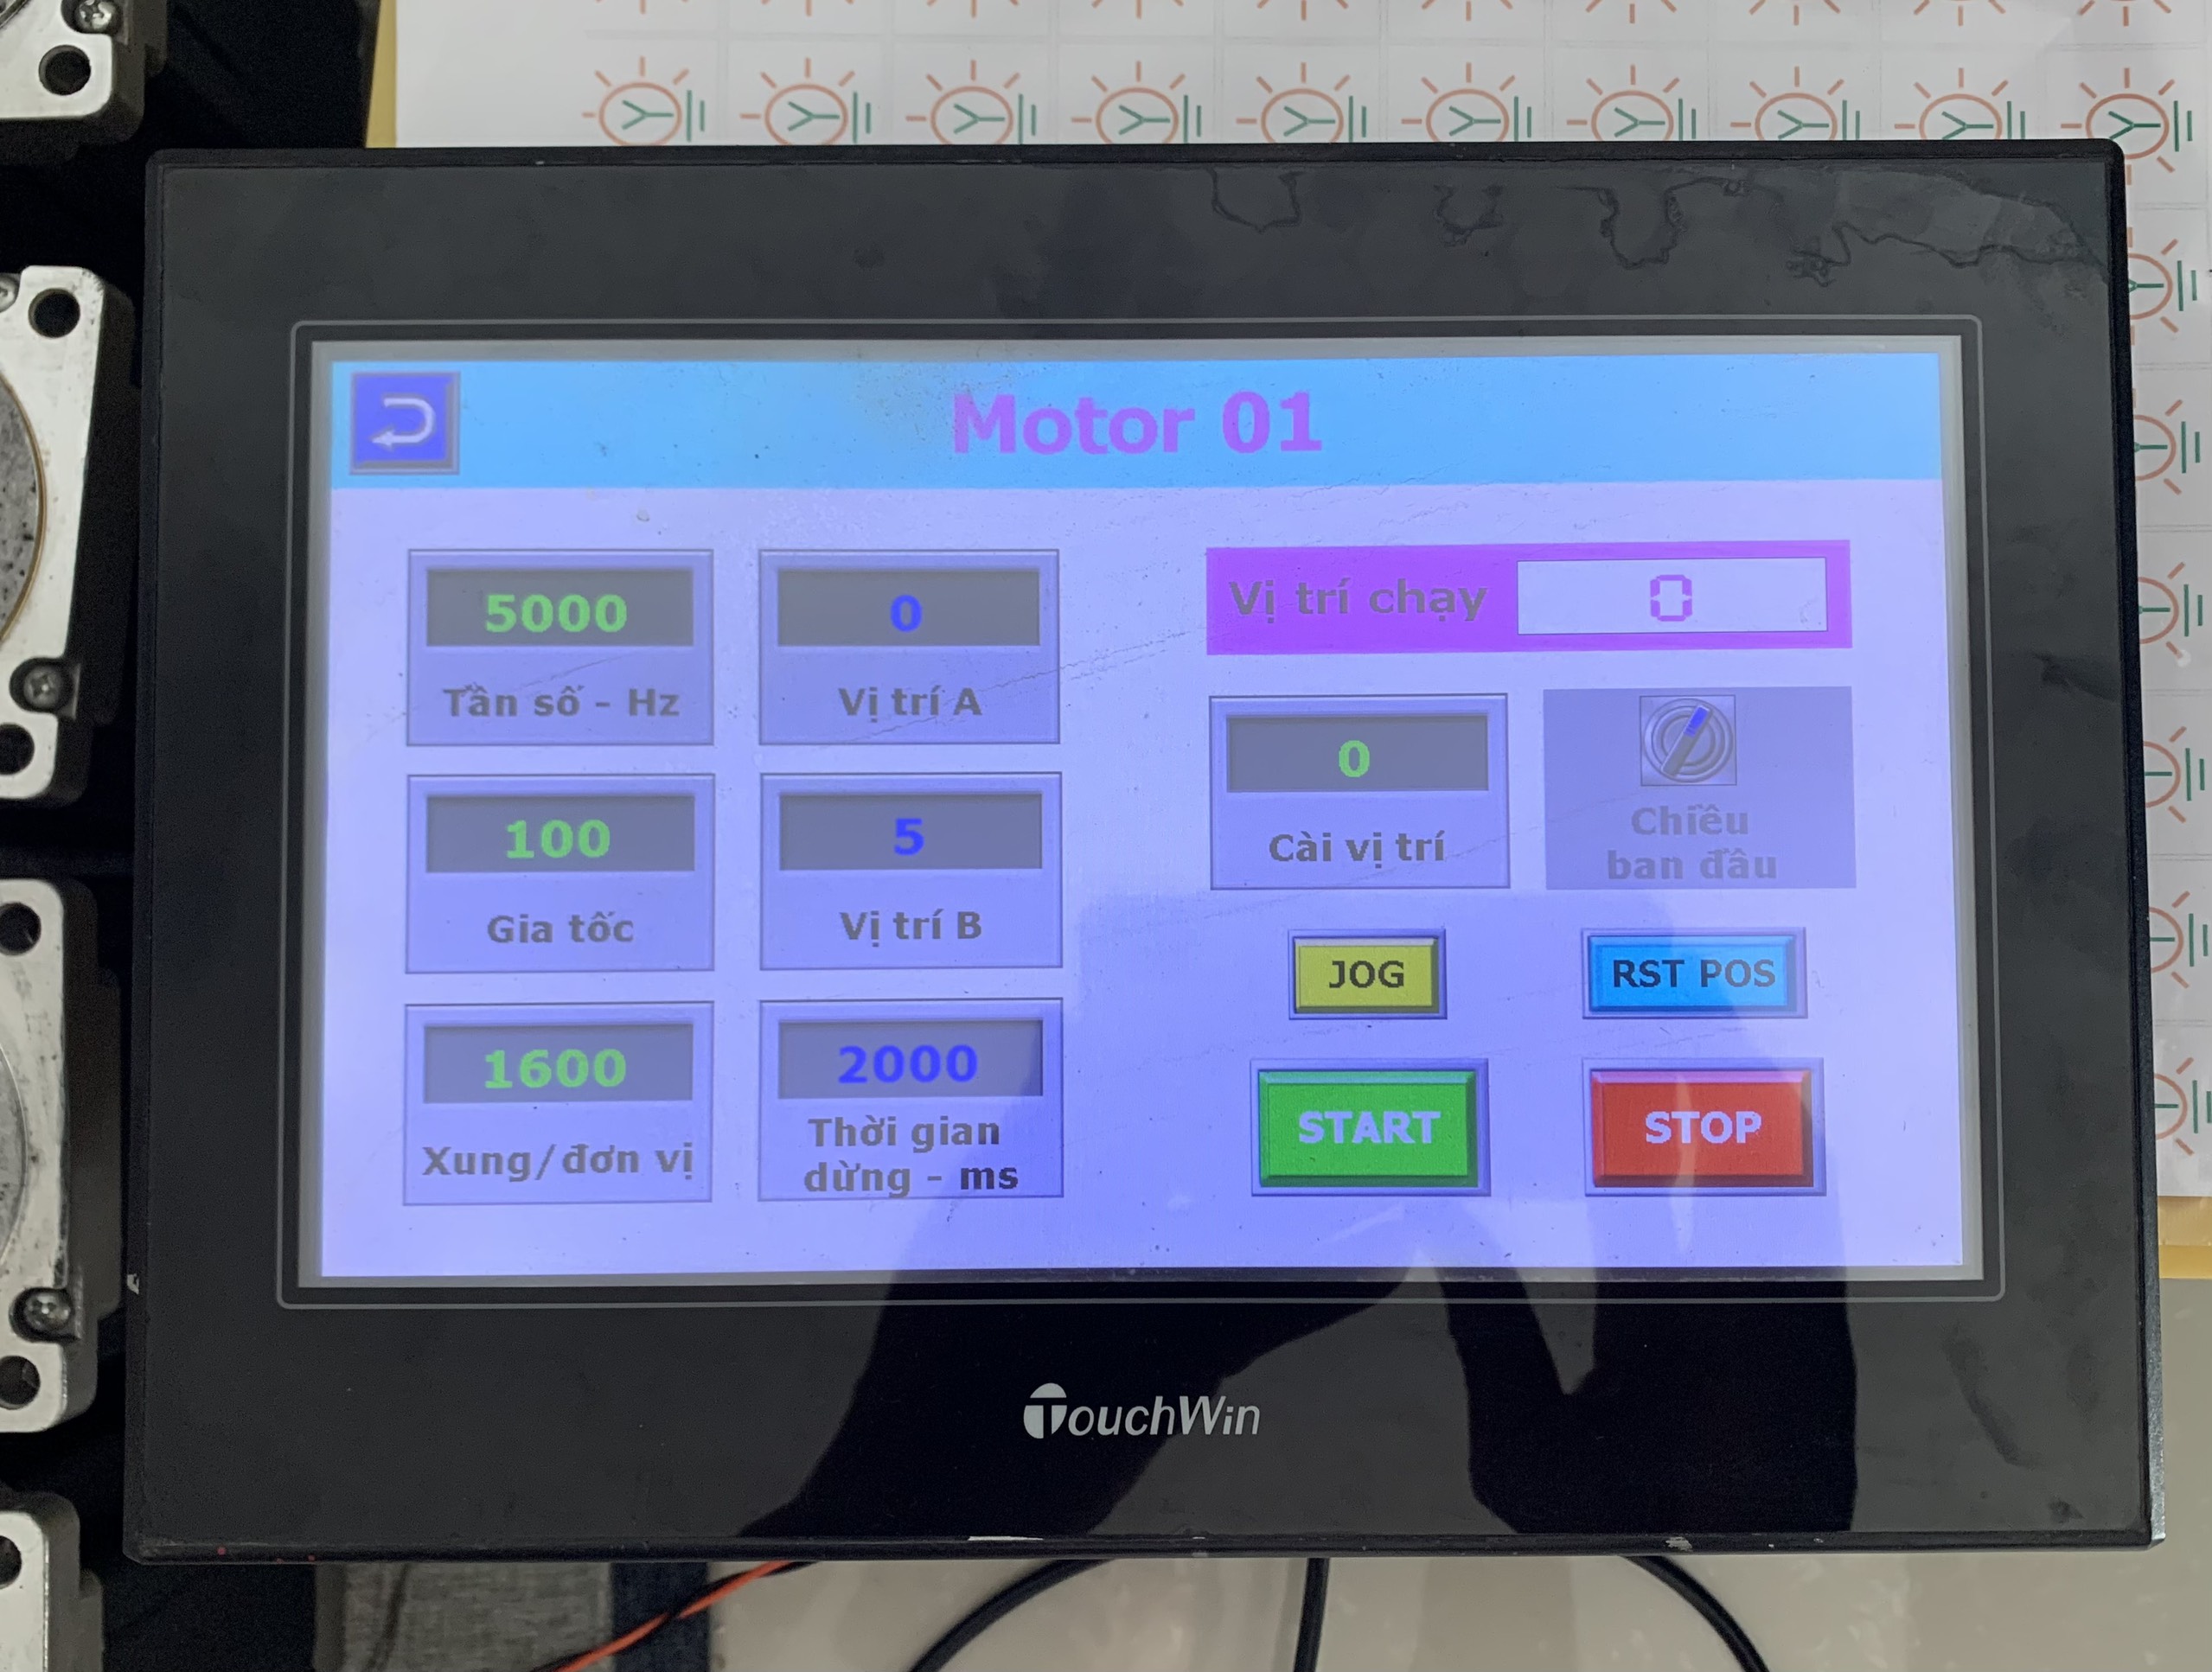 Motor 01
5000
Tần số - Hz
0
Vị trí A
Vị trí chạy 0
100
Gia tốc
5
Vị trí B
0
Cài vị trí
Chiều
ban đầu
1600
Xung/đơn vị
2000
Thời gian
dừng - ms
JOG
RST POS
START
STOP
TouchWin